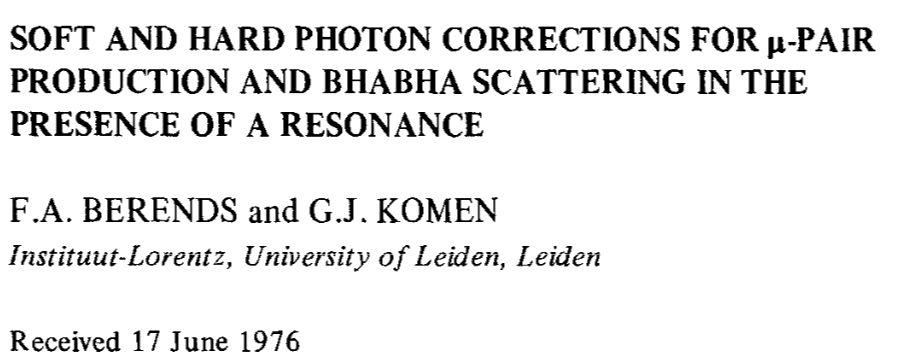 SOFT AND HARD PHOTON CORRECTIONS FOR μ-PAIR
PRODUCTION AND BHABHA SCATTERING IN THE
PRESENCE OF A RESONANCE
F.A. BERENDS and G.J. KOMEN
Instituut-Lorentz, University of Leiden, Leiden
Received 17 June 1976